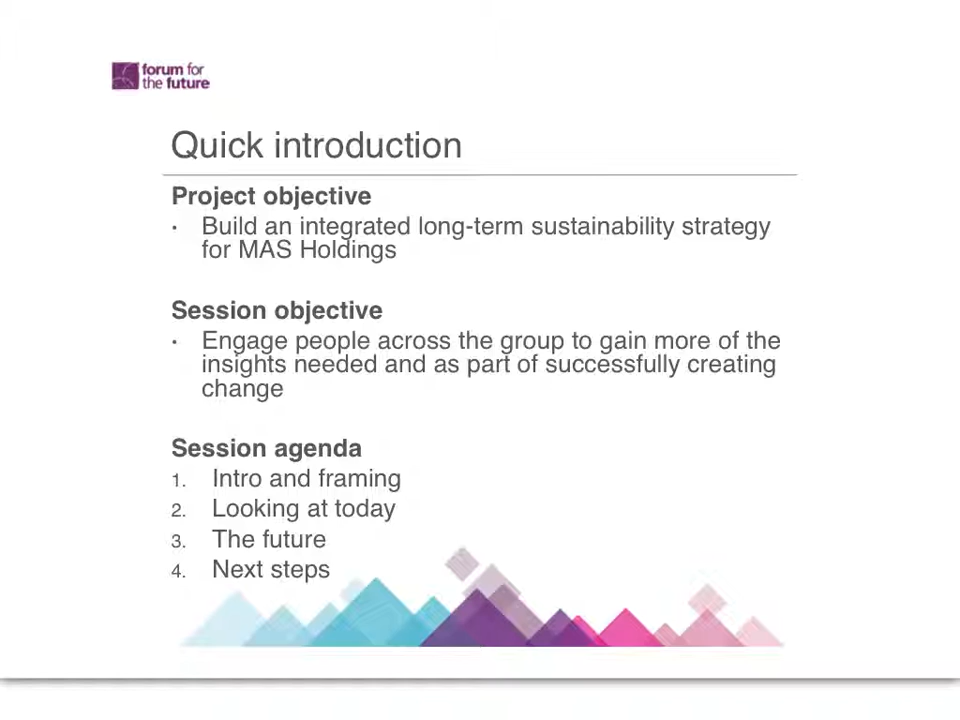 forum for
the future
Quick introduction
Project objective
• Build an integrated long-term sustainability strategy
for MAS Holdings
Session objective
• Engage people across the group to gain more of the
insights needed and as part of successfully creating
change
Session agenda
1. Intro and framing
2. Looking at today
3. The future
4. Next steps